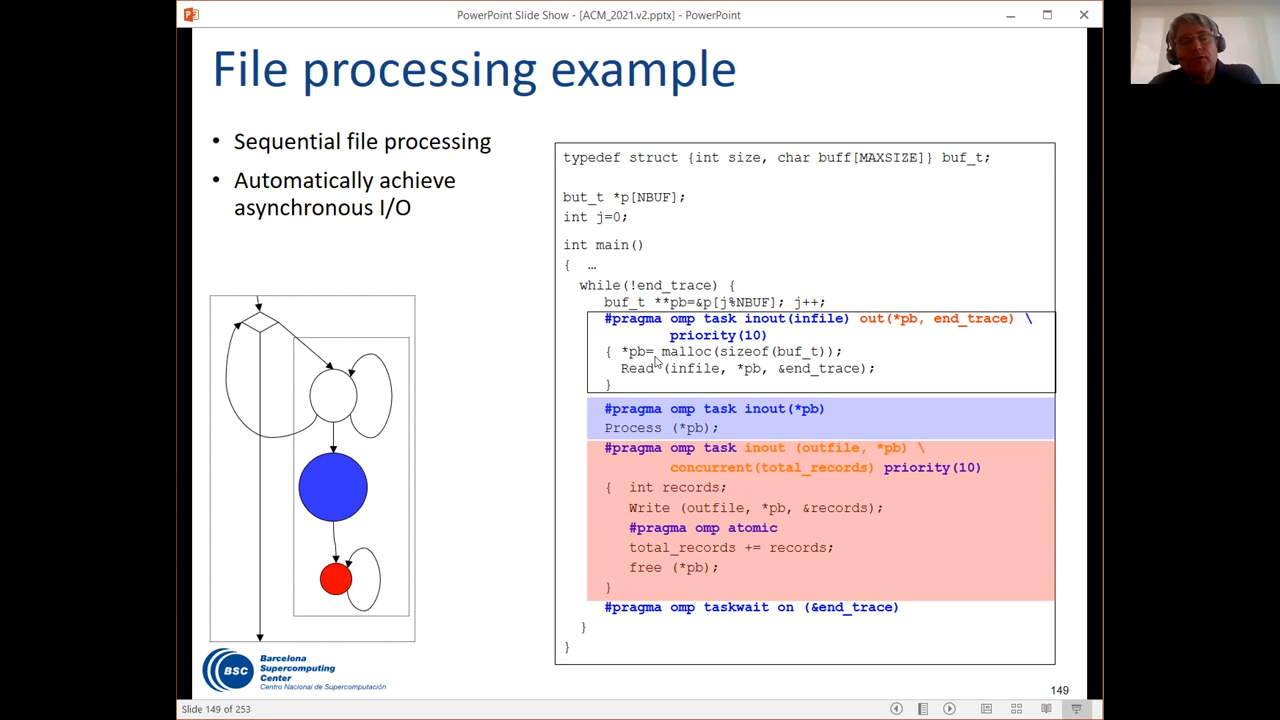 PowerPoint Slide Show - [ACM_2021.v2.pptx] - PowerPoint
File processing example
• Sequential file processing
• Automatically achieve
asynchronous I/O
typedef struct {int size, char buff[MAXSIZE]} buf_t;
but_t *p[NBUF];
int j=0;
int main()
{ …
while(!end_trace) {
buf_t **pb=&p[j%NBUF]; j++;
#pragma omp task inout(infile) out(*pb, end_trace) \
priority(10)
{ *pb= malloc(sizeof(buf_t));
Read (infile, *pb, &end_trace);
}
#pragma omp task inout(*pb)
Process (*pb);
#pragma omp task inout (outfile, *pb) \
concurrent(total_records) priority(10)
{ int records;
Write (outfile, *pb, &records);
#pragma omp atomic
total_records += records;
free (*pb);
}
#pragma omp taskwait on (&end_trace)
}
}
BSC
Barcelona
Supercomputing
Center
Centro Nacional de Supercomputación
149
Slide 149 of 253